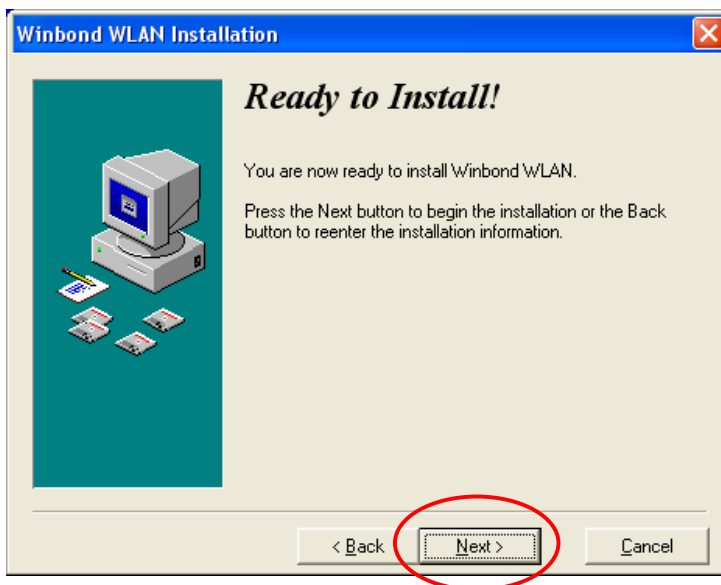 Winbond WLAN Installation
Ready to Install!
You are now ready to install Winbond WLAN.
Press the Next button to begin the installation or the Back
button to reenter the installation information.
< Back
Next >
Cancel